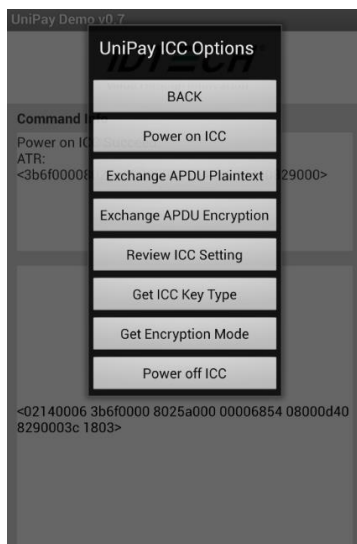 UniPay Demo v0.7
UniPay ICC Options
BACK
Command
Power on ICC
Power on IC
ATR:
<3b6f00008
29000>
Exchange APDU Plaintext
Exchange APDU Encryption
Review ICC Setting
Get ICC Key Type
Get Encryption Mode
Power off ICC
<02140006 3b6f0000 8025a000 00006854 08000d40
8290003c 1803>